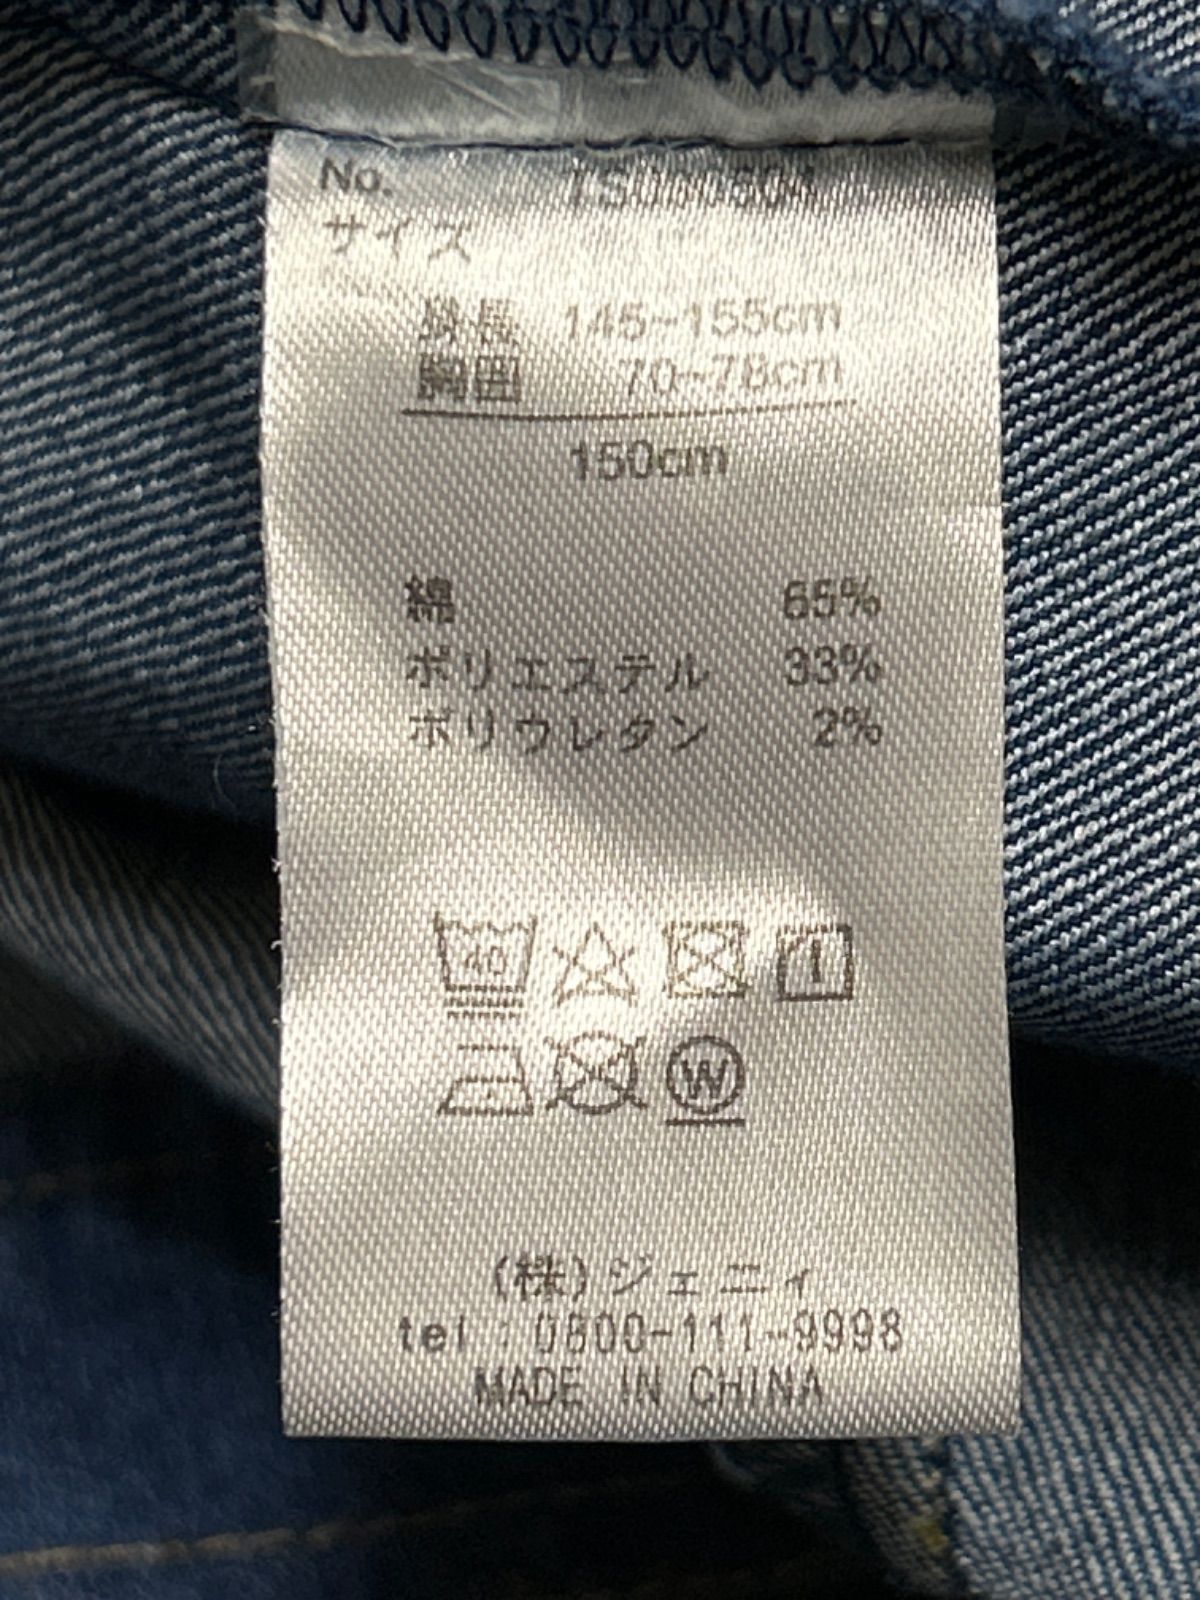 No.
サイズ
身長 145~155cm
胸囲 70~78cm
150cm
綿 65%
ポリエステル 33%
ポリウレタン 2%
40
W
(株)ジェニィ
tel:0800-111-9998
MADE IN CHINA